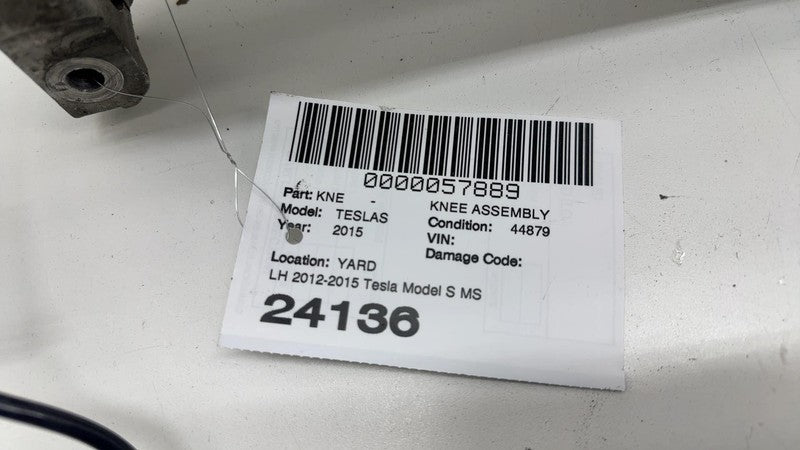 0000057889
Part: KNE - KNEE ASSEMBLY
Model: TESLAS Condition: 44879
Year: 2015 VIN:
Damage Code:
Location: YARD
LH 2012-2015 Tesla Model S MS
24136